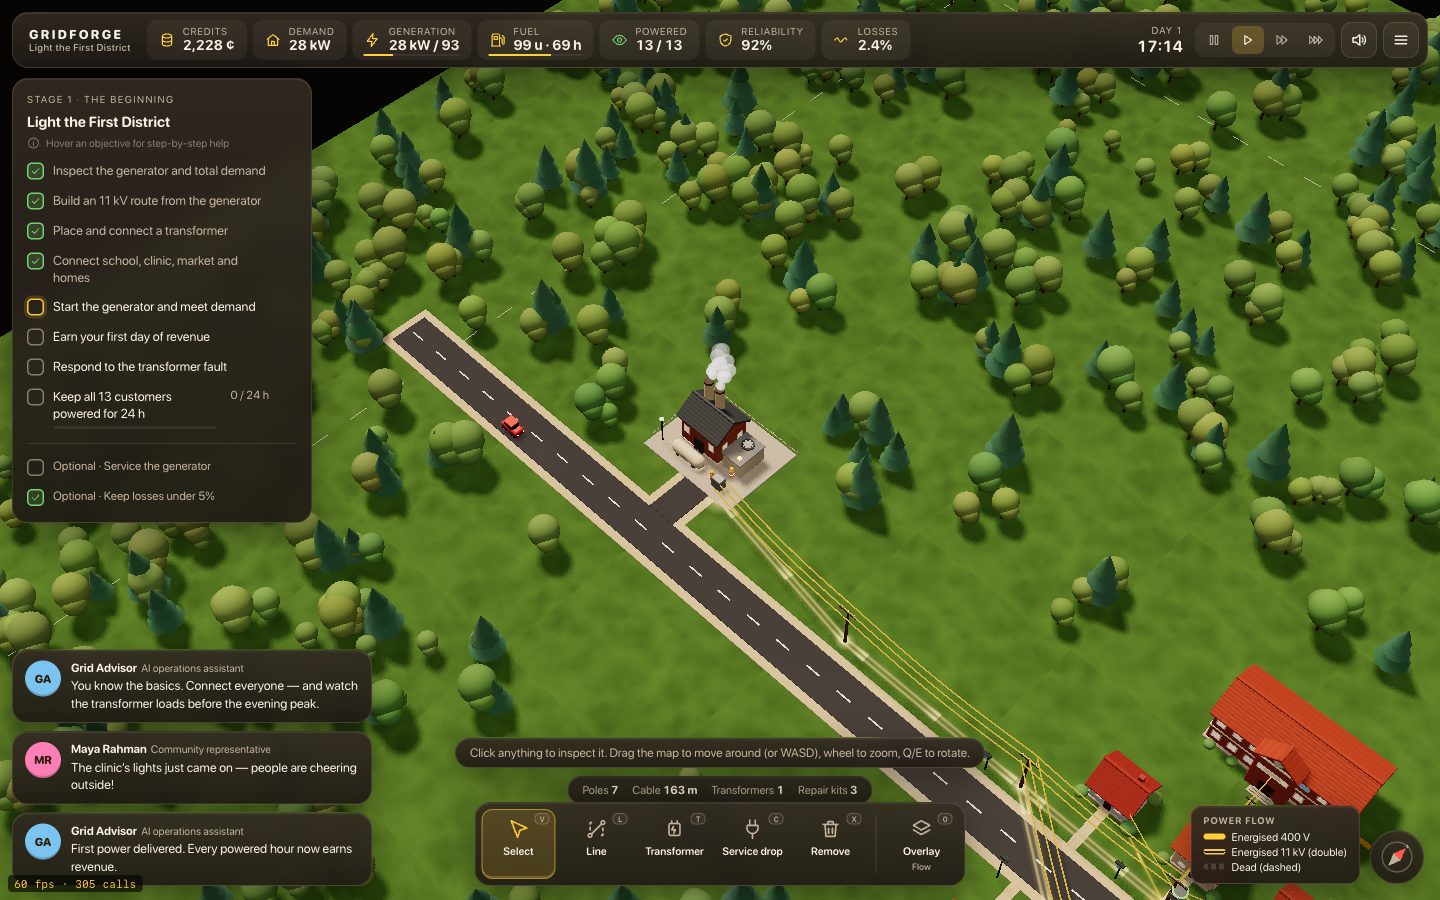 GRIDFORGE
Light the First District
CREDITS
2,228 ¢
DEMAND
28 kW
GENERATION
28 kW / 93
FUEL
99 u · 69 h
POWERED
13 / 13
RELIABILITY
92%
LOSSES
2.4%
DAY 1
17:14
STAGE 1 · THE BEGINNING
Light the First District
Hover an objective for step-by-step help
Inspect the generator and total demand
Build an 11 kV route from the generator
Place and connect a transformer
Connect school, clinic, market and
homes
Start the generator and meet demand
Earn your first day of revenue
Respond to the transformer fault
Keep all 13 customers
powered for 24 h
0 / 24 h
Optional · Service the generator
Optional · Keep losses under 5%
GA
Grid Advisor AI operations assistant
You know the basics. Connect everyone — and watch
the transformer loads before the evening peak.
MR
Maya Rahman Community representative
The clinic's lights just came on — people are cheering
outside!
GA
Grid Advisor AI operations assistant
First power delivered. Every powered hour now earns
revenue.
60 fps · 305 calls
Click anything to inspect it. Drag the map to move around (or WASD), wheel to zoom, Q/E to rotate.
Poles 7 Cable 163 m Transformers 1 Repair kits 3
V
Select
L
Line
T
Transformer
C
Service drop
X
Remove
O
Overlay
Flow
POWER FLOW
Energised 400 V
Energised 11 kV (double)
Dead (dashed)